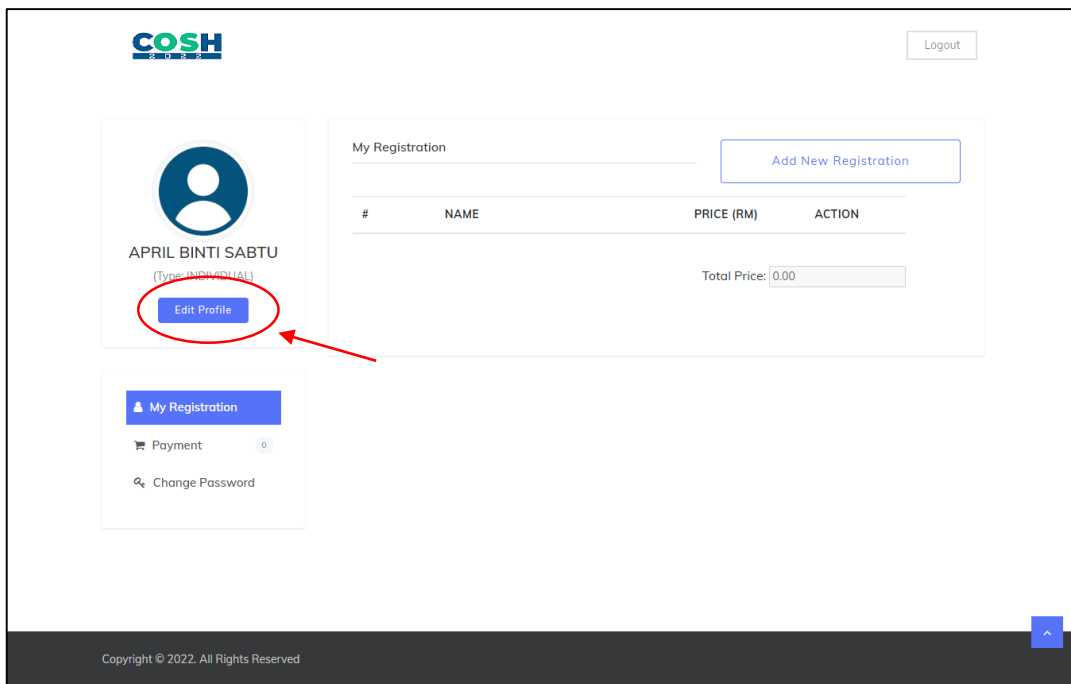 COSH
2022
Logout
APRIL BINTI SABTU
(Type: INDIVIDUAL)
Edit Profile
My Registration
Add New Registration
# NAME PRICE (RM) ACTION
Total Price: 0.00
My Registration
Payment 0
Change Password
Copyright © 2022. All Rights Reserved